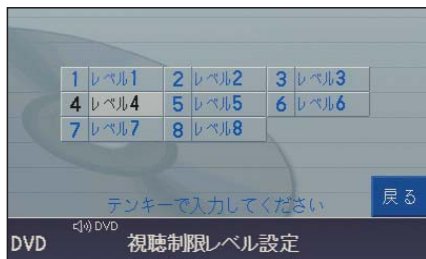 1 レベル1 2 レベル2 3 レベル3
4 レベル4 5 レベル5 6 レベル6
7 レベル7 8 レベル8
テンキーで入力してください
戻る
DVD
DVD 視聴制限レベル設定